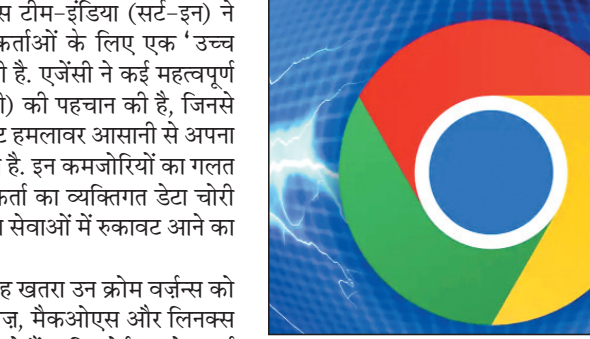 स टीम-इंडिया (सर्ट-इन) ने
कर्ताओं के लिए एक ‘उच्च
ी है. एजेंसी ने कई महत्वपूर्ण
ी) की पहचान की है, जिनसे
ट हमलावर आसानी से अपना
है. इन कमजोरियों का गलत
कर्ता का व्यक्तिगत डेटा चोरी
सेवाओं में रुकावट आने का
ह खतरा उन क्रोम वर्ज़न्स को
ज़, मैकओएस और लिनक्स